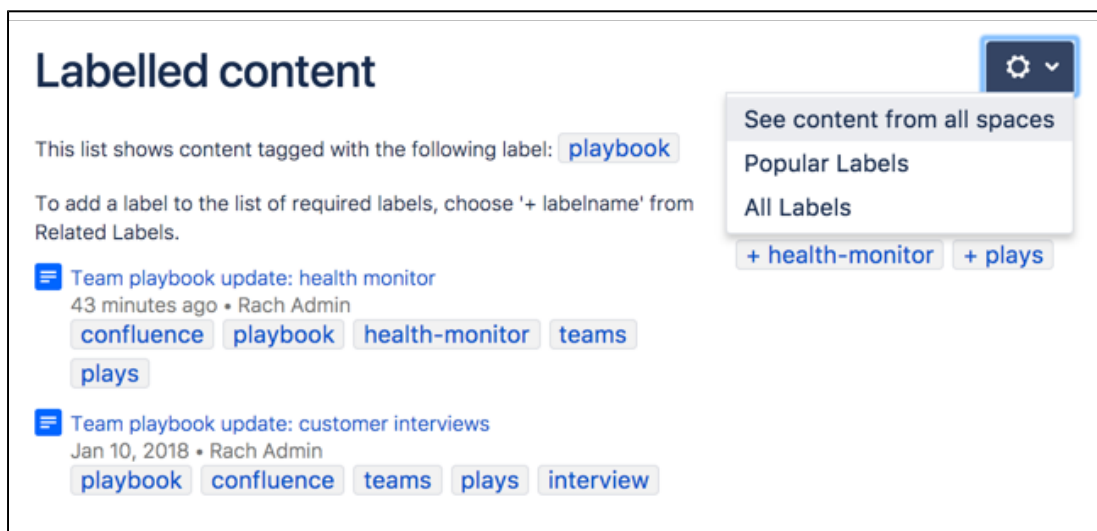 Labelled content
See content from all spaces
Popular Labels
All Labels
This list shows content tagged with the following label: playbook
To add a label to the list of required labels, choose '+ labelname' from
Related Labels.
+ health-monitor + plays
Team playbook update: health monitor
43 minutes ago • Rach Admin
confluence playbook health-monitor teams
plays
Team playbook update: customer interviews
Jan 10, 2018 • Rach Admin
playbook confluence teams plays interview